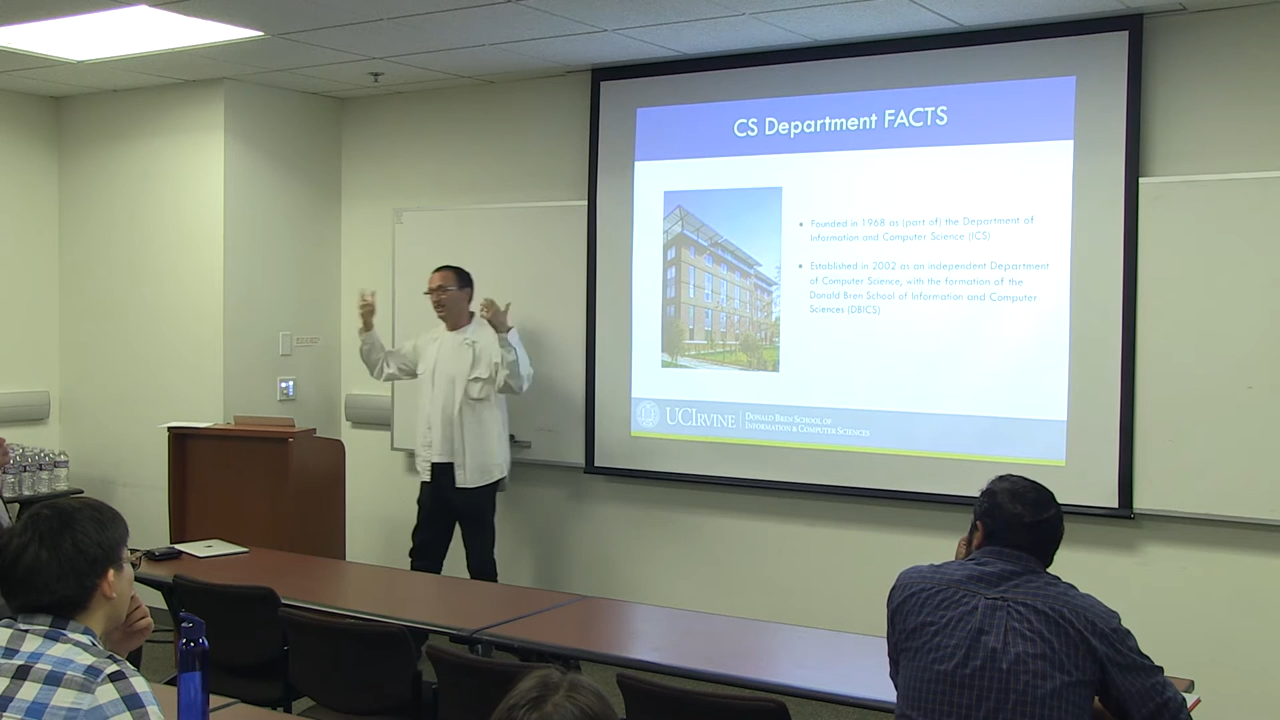 CS Department FACTS
Founded in 1968 as (part of) the Department of
Information and Computer Science (ICS)
Established in 2002 as an independent Department
of Computer Science, with the formation of the
Donald Bren School of Information and Computer
Sciences (DBICS)
UCIRVINE
DONALD BREN SCHOOL OF
INFORMATION & COMPUTER SCIENCES